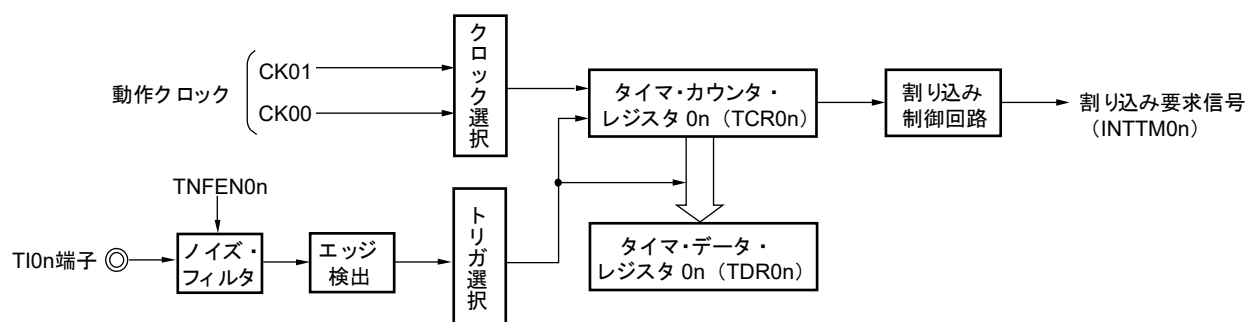 動作クロック
CK01
CK00
クロック選択
タイマ・カウンタ・
レジスタ 0n（TCR0n）
割り込み
制御回路
割り込み要求信号
（INTTM0n）
TNFEN0n
TI0n端子
ノイズ・
フィルタ
エッジ
検出
トリガ選択
タイマ・データ・
レジスタ 0n（TDR0n）